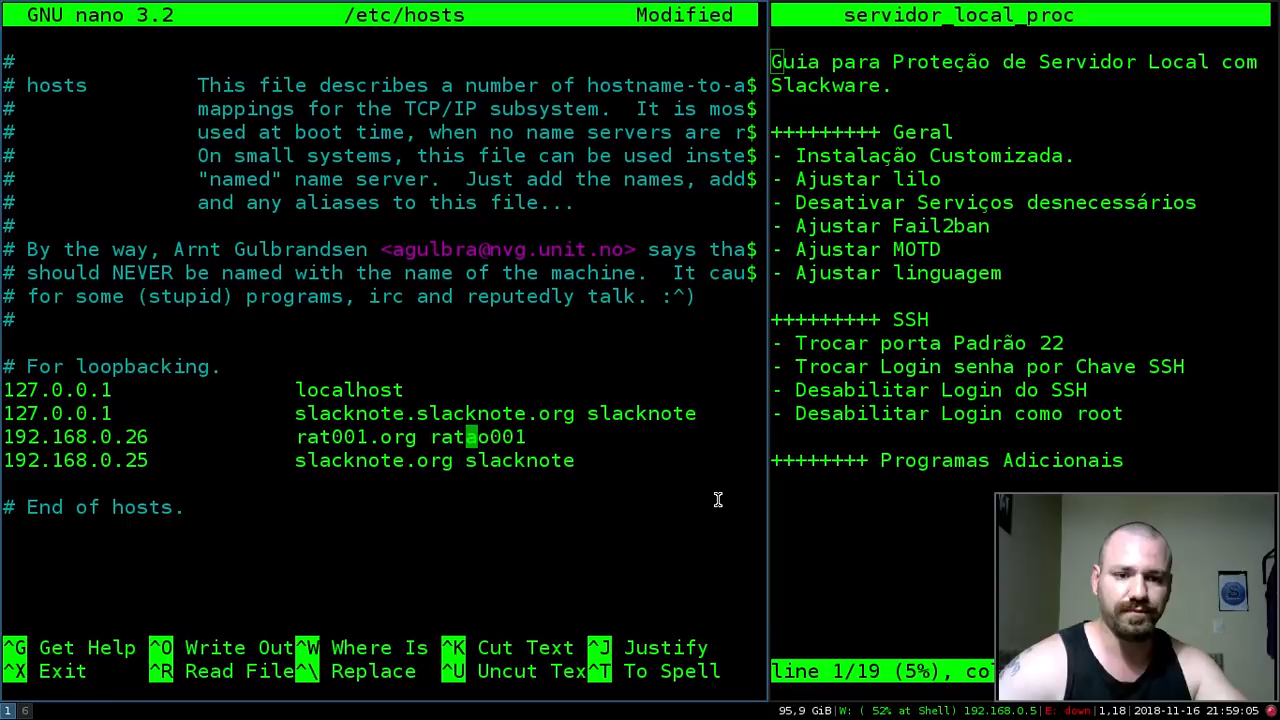 GNU nano 3.2 /etc/hosts Modified
#
# hosts This file describes a number of hostname-to-a$
# mappings for the TCP/IP subsystem. It is mos$
# used at boot time, when no name servers are r$
# On small systems, this file can be used inste$
# "named" name server. Just add the names, add$
# and any aliases to this file...
#
# By the way, Arnt Gulbrandsen <agulbra@nvg.unit.no> says tha$
# should NEVER be named with the name of the machine. It cau$
# for some (stupid) programs, irc and reputedly talk. :^)
#
# For loopbacking.
127.0.0.1 localhost
127.0.0.1 slacknote.slacknote.org slacknote
192.168.0.26 rat001.org ratao001
192.168.0.25 slacknote.org slacknote
# End of hosts.
^G Get Help ^O Write Out ^W Where Is ^K Cut Text ^J Justify
^X Exit ^R Read File ^\ Replace ^U Uncut Tex ^T To Spell
servidor_local_proc
Guia para Proteção de Servidor Local com
Slackware.
+++++++++ Geral
- Instalação Customizada.
- Ajustar lilo
- Desativar Serviços desnecessários
- Ajustar Fail2ban
- Ajustar MOTD
- Ajustar linguagem
+++++++++ SSH
- Trocar porta Padrão 22
- Trocar Login senha por Chave SSH
- Desabilitar Login do SSH
- Desabilitar Login como root
++++++++ Programas Adicionais
line 1/19 (5%), col
1 6 95,9 GiB|W: ( 52% at Shell) 192.168.0.5|E: down|1,18|2018-11-16 21:59:05